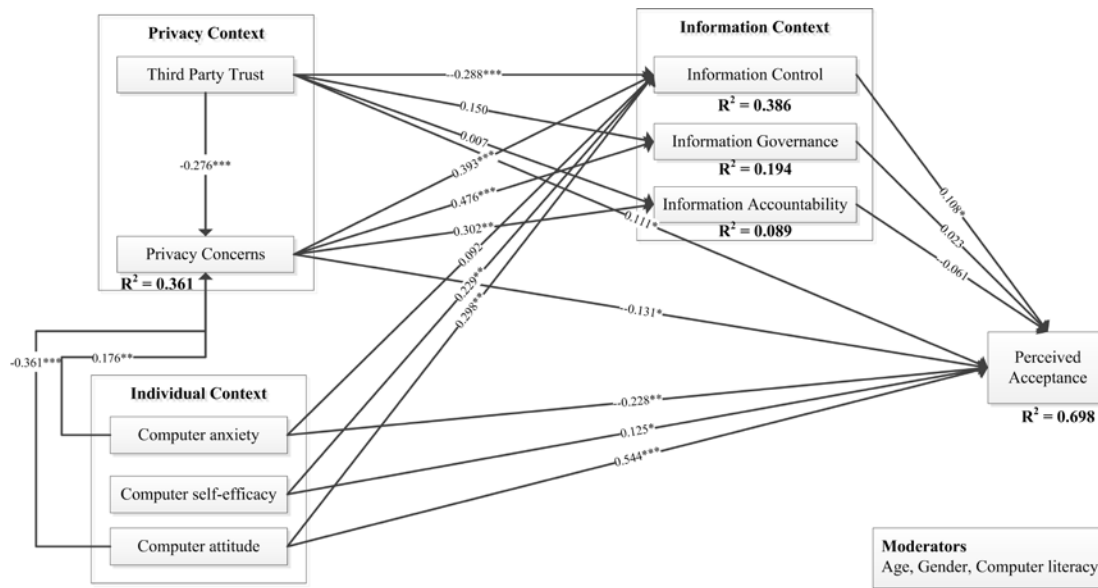 Privacy Context
Third Party Trust
-0.276***
Privacy Concerns
R² = 0.361
Information Context
Information Control
R² = 0.386
Information Governance
R² = 0.194
Information Accountability
R² = 0.089
--0.288***
0.150
0.007
0.393***
0.476***
0.302**
0.111*
0.092
0.229**
0.298**
--0.131*
0.108*
0.023
--0.061
-0.361***
0.176**
Individual Context
Computer anxiety
Computer self-efficacy
Computer attitude
--0.228**
0.125*
0.544***
Perceived
Acceptance
R² = 0.698
Moderators
Age, Gender, Computer literacy